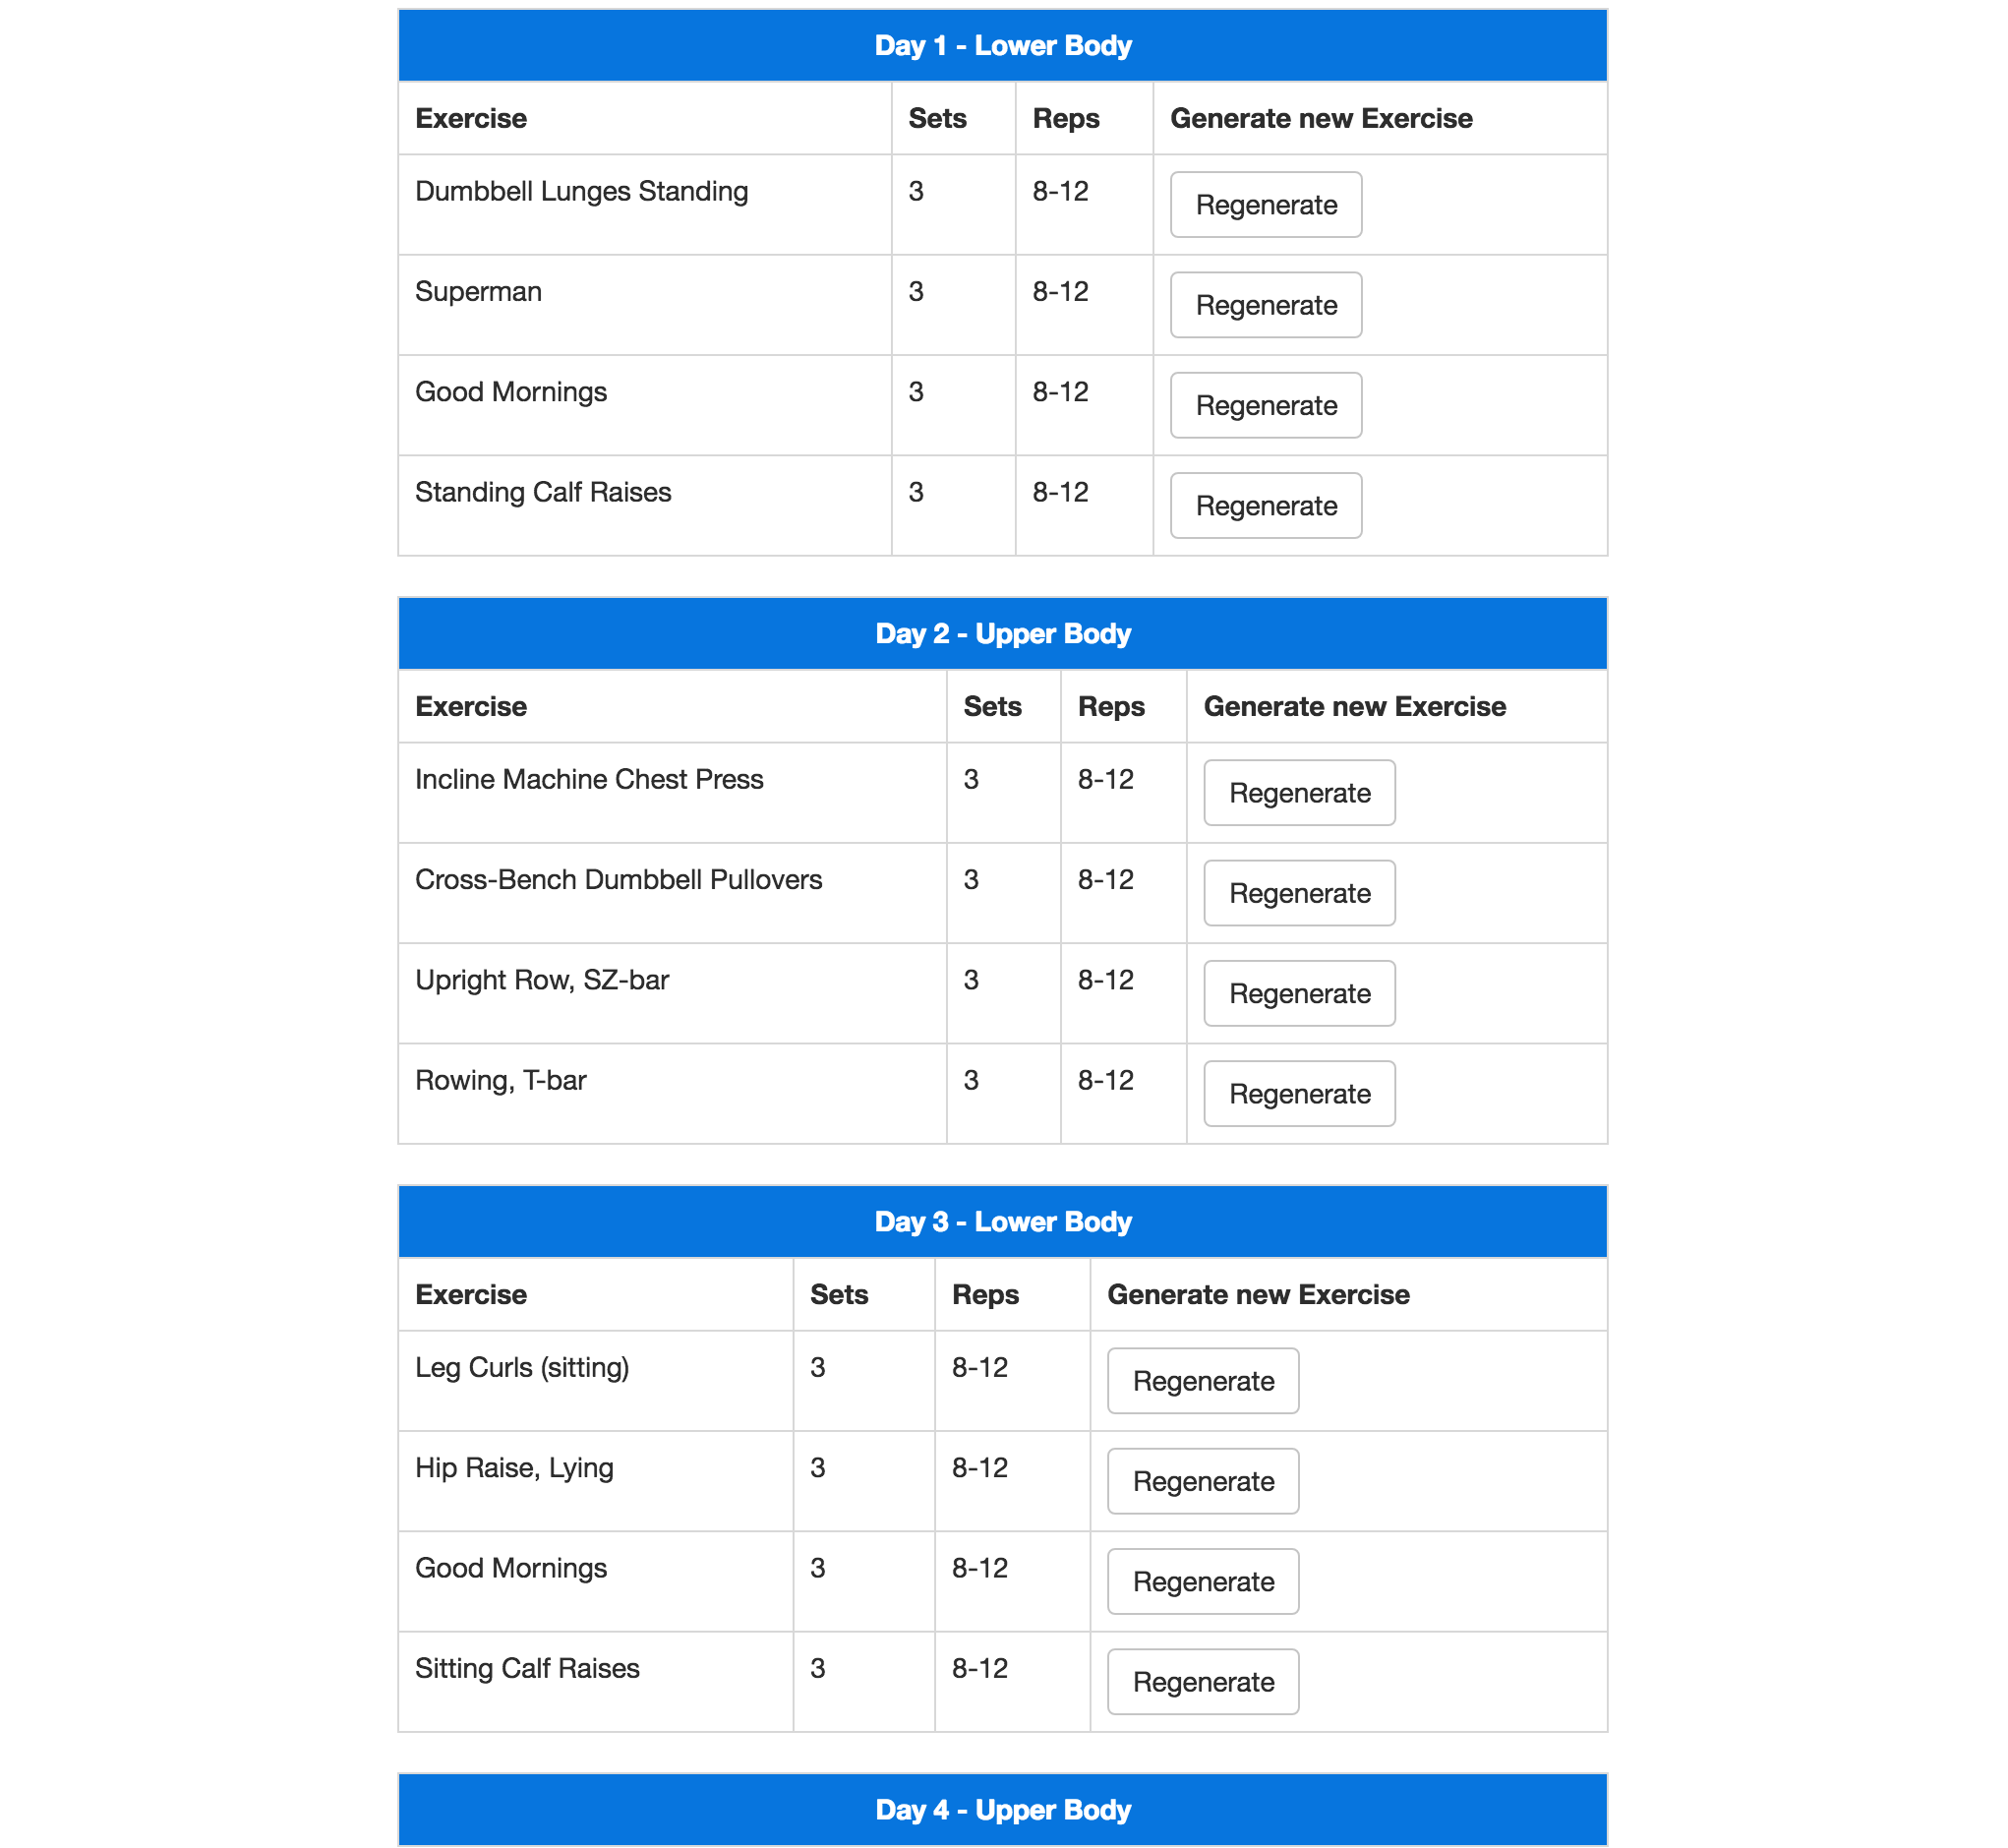 Day 1 - Lower Body
Exercise Sets Reps Generate new Exercise
Dumbbell Lunges Standing 3 8-12 Regenerate
Superman 3 8-12 Regenerate
Good Mornings 3 8-12 Regenerate
Standing Calf Raises 3 8-12 Regenerate
Day 2 - Upper Body
Exercise Sets Reps Generate new Exercise
Incline Machine Chest Press 3 8-12 Regenerate
Cross-Bench Dumbbell Pullovers 3 8-12 Regenerate
Upright Row, SZ-bar 3 8-12 Regenerate
Rowing, T-bar 3 8-12 Regenerate
Day 3 - Lower Body
Exercise Sets Reps Generate new Exercise
Leg Curls (sitting) 3 8-12 Regenerate
Hip Raise, Lying 3 8-12 Regenerate
Good Mornings 3 8-12 Regenerate
Sitting Calf Raises 3 8-12 Regenerate
Day 4 - Upper Body